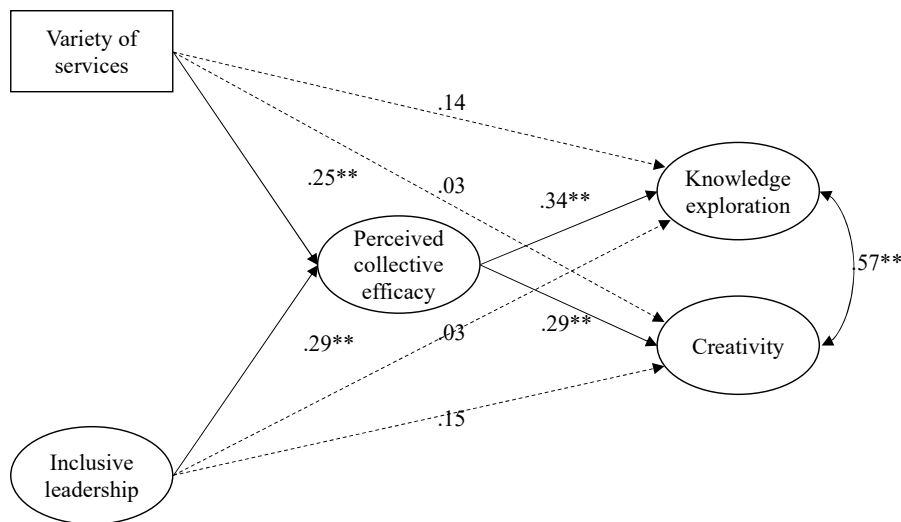 Variety of
services
.14
.25**
.03
.34**
Knowledge
exploration
Perceived
collective
efficacy
.57**
.29**
.03
.29**
Creativity
.15
Inclusive
leadership